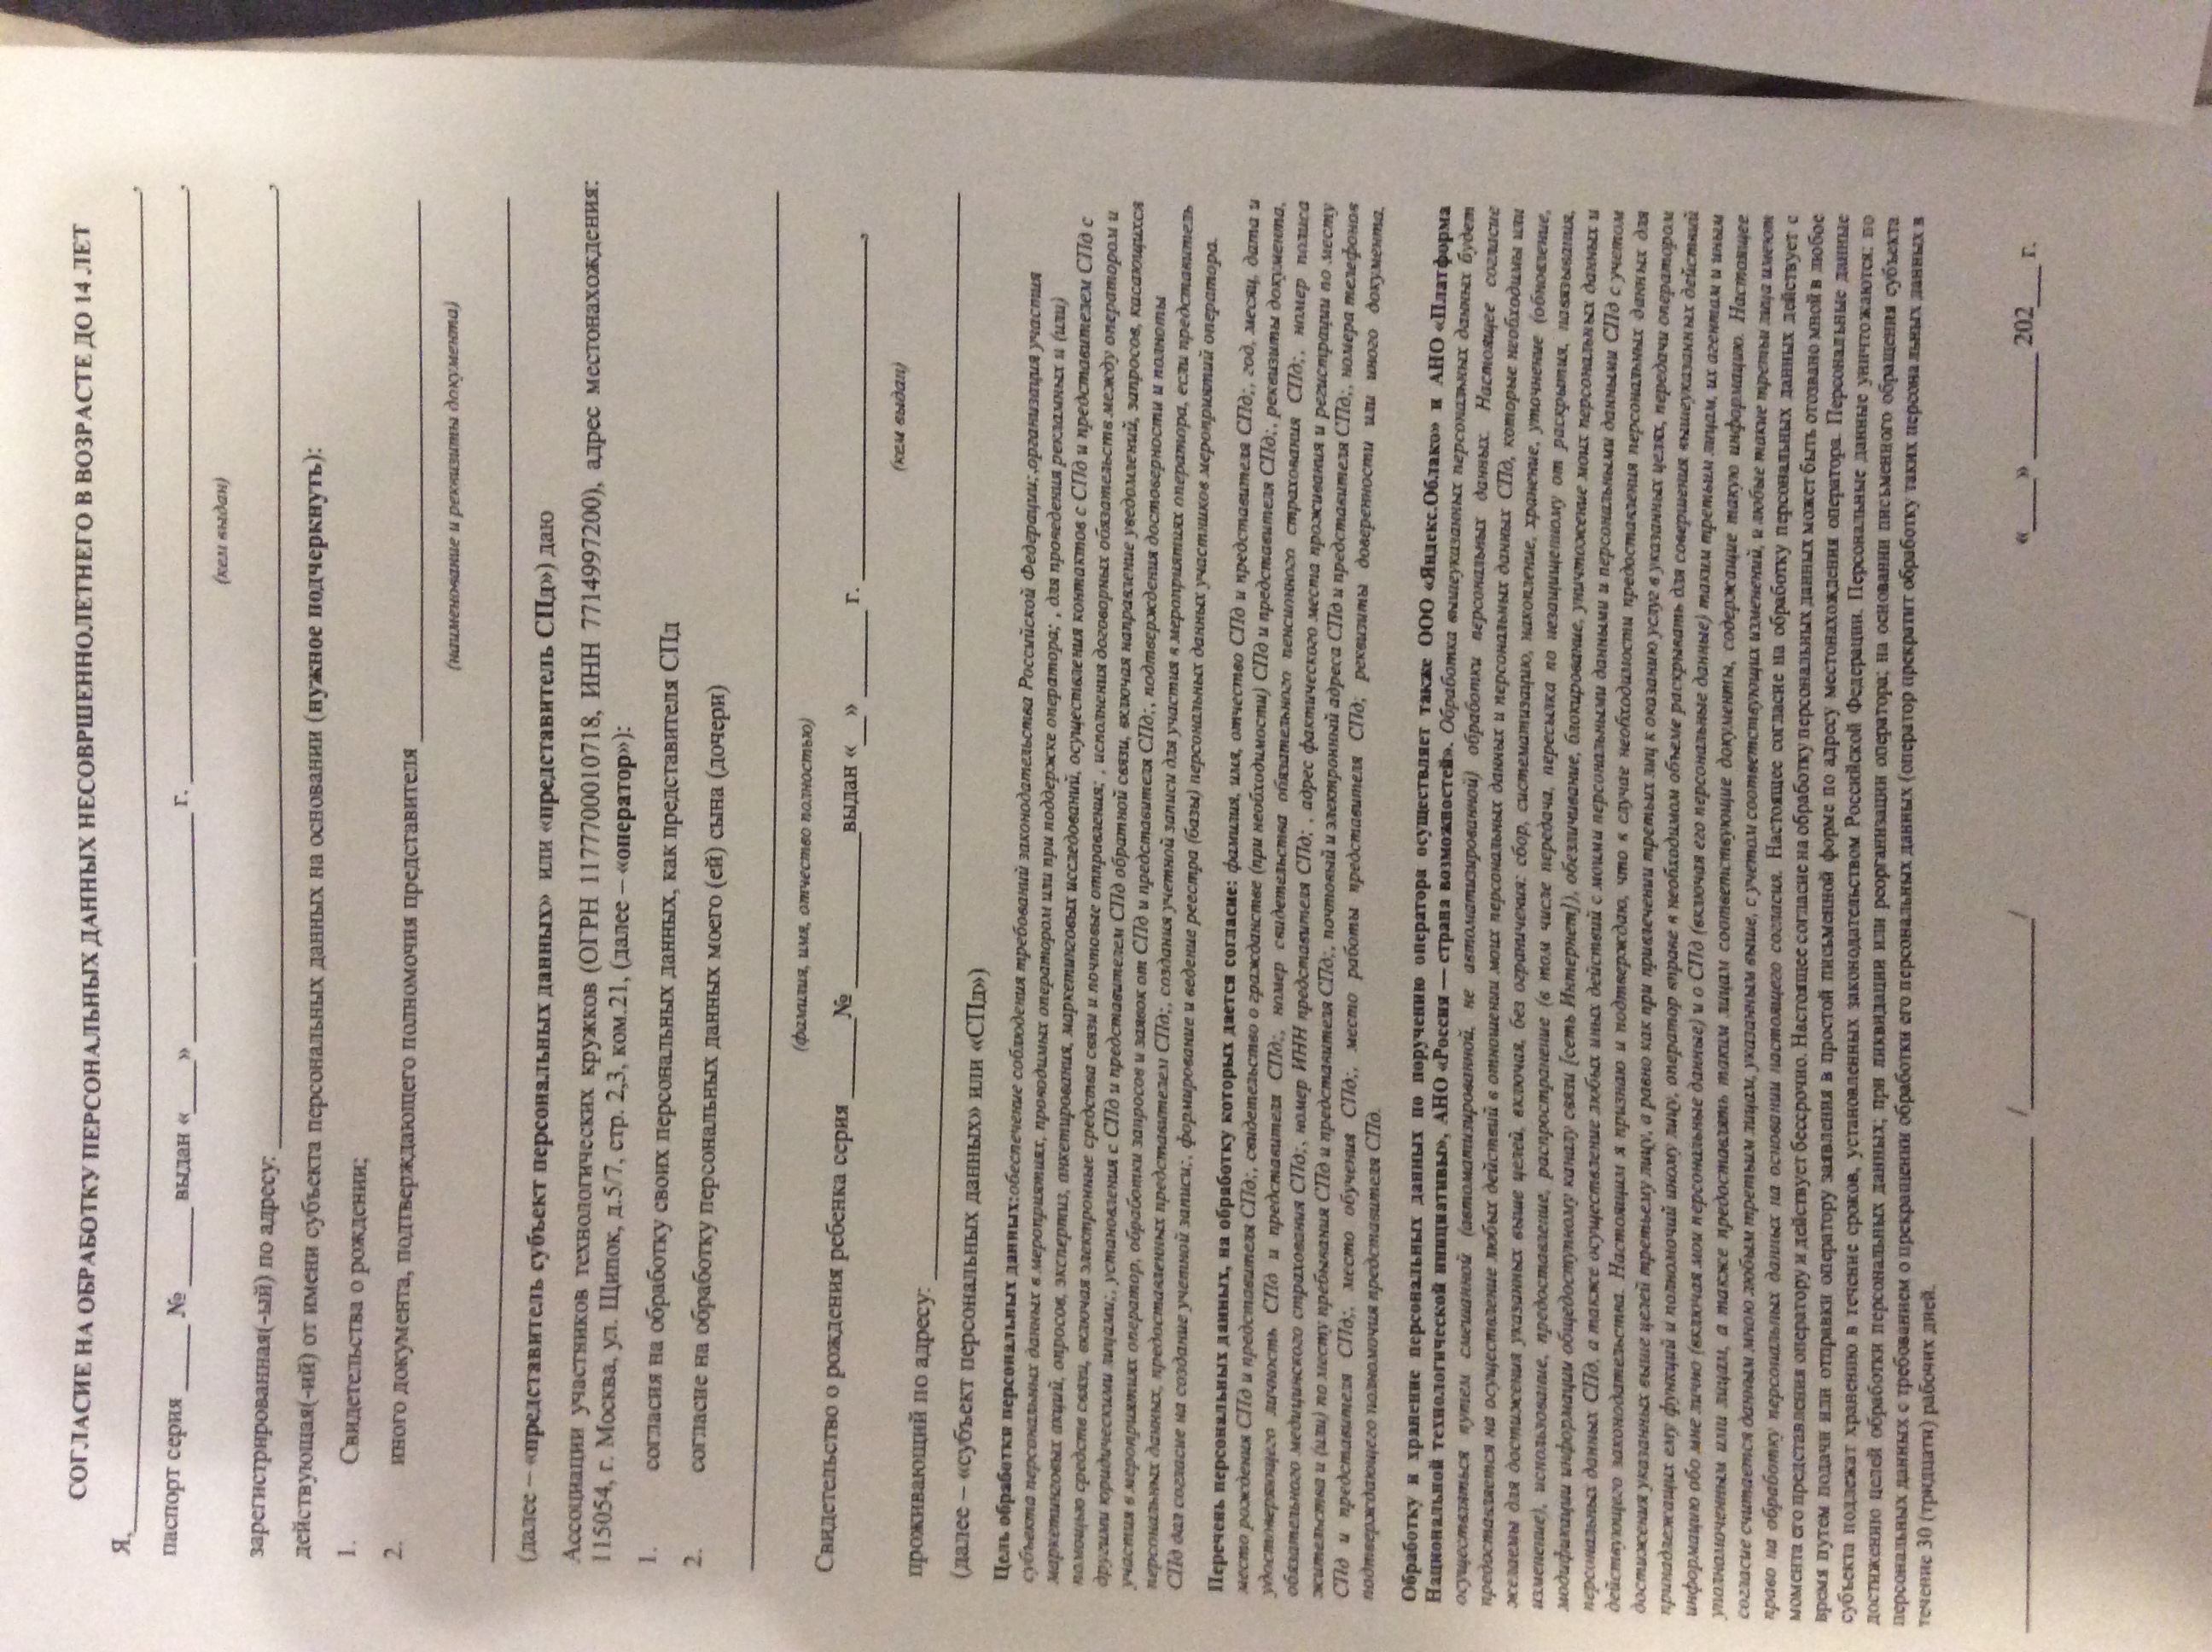 СОГЛАСИЕ НА ОБРАБОТКУ ПЕРСОНАЛЬНЫХ ДАННЫХ НЕСОВРШЕННОЛЕТНЕГО В ВОЗРАСТЕ ДО 14 ЛЕТ
Я,____________,
паспорт серия _____ № ______ выдан «____» ______ ___________ г. ____________,
(кем выдан)
зарегистрированная(-ый) по адресу: ____________,
действующая(-ий) от имени субъекта персональных данных на основании (нужное подчеркнуть):
1. Свидетельства о рождении;
2. иного документа, подтверждающего полномочия представителя ____________
(наименование и реквизиты документа)
____________
(далее – «представитель субъект персональных данных» или «представитель СПд») даю
Ассоциации участников технологических кружков (ОГРН 1177700010718, ИНН 7714997200), адрес местонахождения:
115054, г. Москва, ул. Щипок, д.5/7, стр. 2,3, ком.21, (далее – «оператор»):
1. согласия на обработку своих персональных данных, как представителя СПд
2. согласие на обработку персональных данных моего (ей) сына (дочери)
____________
(фамилия, имя, отчество полностью)
Свидетельство о рождения ребенка серия ______№ ____________выдан «__» _______ г. ____________,
(кем выдан)
проживающий по адресу: ____________
(далее – «субъект персональных данных» или «СПд»)
Цель обработки персональных данных:обеспечение соблюдения требований законодательства Российской Федерации;,организация участия
субъекта персональных данных в мероприятиях, проводимых оператором или при поддержке оператора; , для проведения рекламных и (или)
маркетинговых акций, опросов, экспертиз, анкетирования, маркетинговых исследований, осуществления контактов с СПд и представителем СПд с
помощью средств связи, включая электронные средства связи и почтовые отправления; , исполнения договорных обязательств между оператором и
другими юридическими лицами;, установления с СПд и представителем СПд обратной связи, включая направление уведомлений, запросов, касающихся
участия в мероприятиях оператор, обработки запросов и заявок от СПд и представителя СПд;, подтверждения достоверности и полноты
персональных данных, предоставленных представителем СПд;, создания учетной записи для участия в мероприятиях оператора, если представитель
СПд дал согласие на создание учетной записи;, формирование и ведение реестра (базы) персональных данных участников мероприятий оператора.
Перечень персональных данных, на обработку которых дается согласие: фамилия, имя, отчество СПд и представителя СПд;, год, месяц, дата и
место рождения СПд и представителя СПд;, свидетельство о гражданстве (при необходимости) СПд и представителя СПд;, реквизиты документа,
удостоверяющего личность СПд и представителя СПд;, номер свидетельства обязательного пенсионного страхования СПд;, номер полиса
обязательного медицинского страхования СПд;, номер ИНН представителя СПд; , адрес фактического места проживания и регистрации по месту
жительства и (или) по месту пребывания СПд и представителя СПд;, почтовый и электронный адреса СПд и представителя СПд;, номера телефонов
СПд и представителя СПд;, место обучения СПд;, место работы представителя СПд; реквизиты доверенности или иного документа,
подтверждающего полномочия представителя СПд.
Обработку и хранение персональных данных по поручению оператора осуществляет также ООО «Яндекс.Облако» и АНО «Платформа
Национальной технологической инициативы», АНО «Россия — страна возможностей». Обработка вышеуказанных персональных данных будет
осуществляться путем смешанной (автоматизированной, не автоматизированной) обработки персональных данных. Настоящее согласие
предоставляется на осуществление любых действий в отношении моих персональных данных и персональных данных СПд, которые необходимы или
желаемы для достижения указанных выше целей, включая, без ограничения: сбор, систематизацию, накопление, хранение, уточнение (обновление,
изменение), использование, предоставление, распространение (в том числе передача, пересылка по незащищенному от раскрытия, навязывания,
модификации информации общедоступному каналу связи [сеть Интернет]), обезличивание, блокирование, уничтожение моих персональных данных и
персональных данных СПд, а также осуществление любых иных действий с моими персональными данными и персональными данными СПд с учетом
действующего законодательства. Настоящим я признаю и подтверждаю, что в случае необходимости предоставления персональных данных для
достижения указанных выше целей третьему лицу, а равно как при привлечении третьих лиц к оказанию услуг в указанных целях, передачи оператором
принадлежащих ему функций и полномочий иному лицу, оператор вправе в необходимом объеме раскрывать для совершения вышеуказанных действий
информацию обо мне лично (включая мои персональные данные) и о СПд (включая его персональные данные) таким третьим лицам, их агентам и иным
уполномоченным ими лицам, а также предоставлять таким лицам соответствующие документы, содержащие такую информацию. Настоящее
согласие считается данным мною любым третьим лицам, указанным выше, с учетом соответствующих изменений, и любые такие третьи лица имеют
право на обработку персональных данных на основании настоящего согласия. Настоящее согласие на обработку персональных данных действует с
момента его представления оператору и действует бессрочно. Настоящее согласие на обработку персональных данных может быть отозвано мной в любое
время путем подачи или отправки оператору заявления в простой письменной форме по адресу местонахождения оператора. Персональные данные
субъекта подлежат хранению в течение сроков, установленных законодательством Российской Федерации. Персональные данные уничтожаются: по
достижению целей обработки персональных данных; при ликвидации или реорганизации оператора; на основании письменного обращения субъекта
персональных данных с требованием о прекращении обработки его персональных данных (оператор прекратит обработку таких персональных данных в
течение 30 (тридцати) рабочих дней.
____________ /____________/ «____» ________ 202___ г.